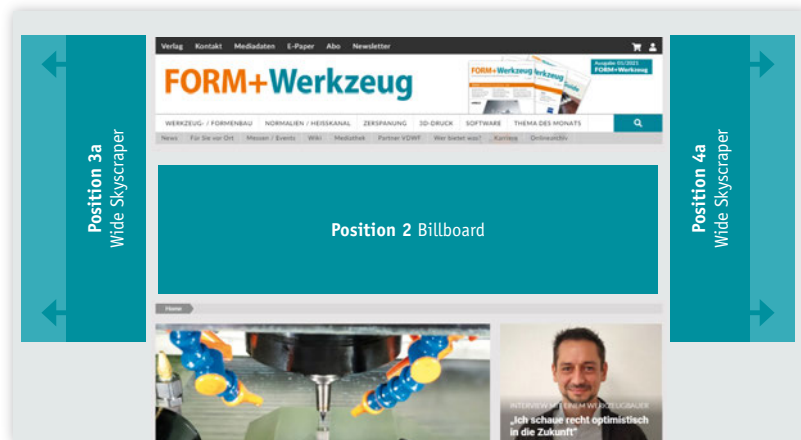 Verlag Kontakt Mediadaten E-Paper Abo Newsletter
FORM+Werkzeug
Ausgabe 01/2021
FORM+Werkzeug
FORM+Werkzeug
WERKZEUG- / FORMENBAU NORMALIEN / HEISSKANAL ZERSPANUNG 3D-DRUCK SOFTWARE THEMA DES MONATS
News Für Sie vor Ort Messen / Events Wiki Mediathek Partner VDWF Wer bietet was? Karriere Onlinearchiv
Position 3a
Wide Skyscraper
Position 2 Billboard
Position 4a
Wide Skyscraper
Home
INTERVIEW MIT EINEM WERKZEUGBAUER
„Ich schaue recht optimistisch
in die Zukunft"